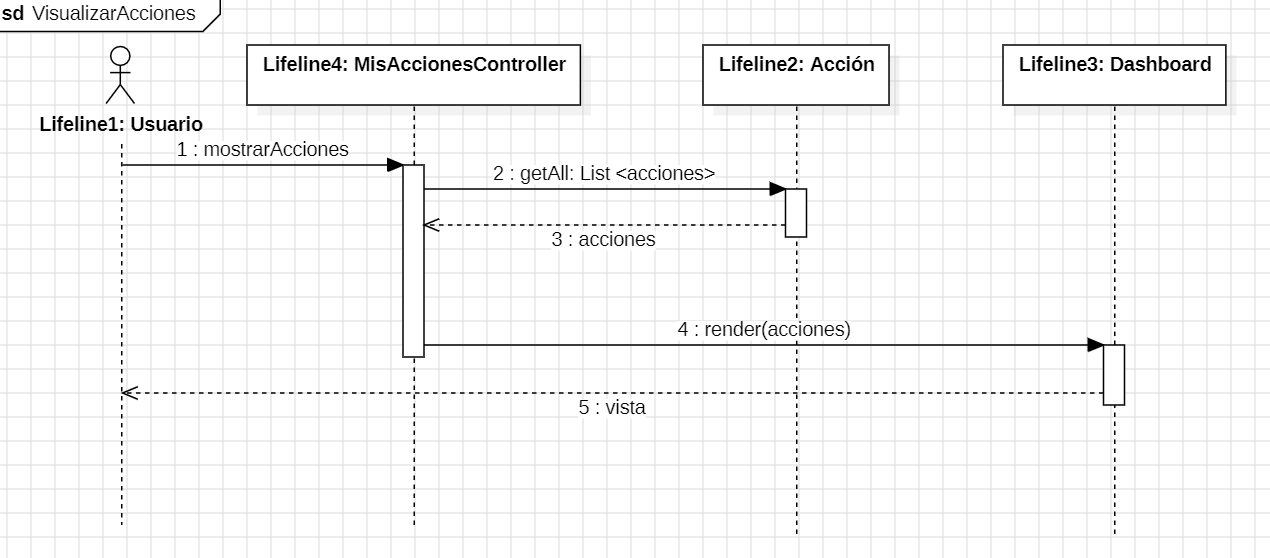 sd VisualizarAcciones
Lifeline4: MisAccionesController
Lifeline2: Acción
Lifeline3: Dashboard
Lifeline1: Usuario
1 : mostrarAcciones
2 : getAll: List <acciones>
3 : acciones
4 : render(acciones)
5 : vista